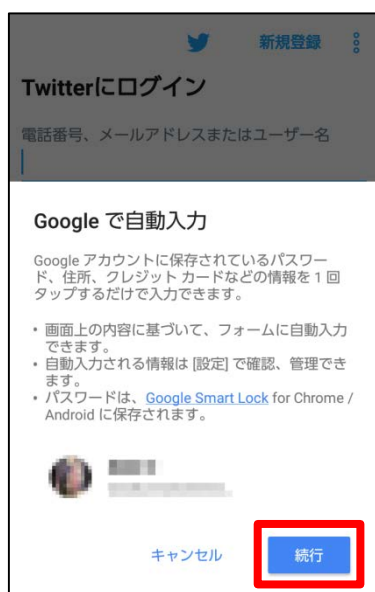 新規登録
Twitterにログイン
電話番号、メールアドレスまたはユーザー名
Google で自動入力
Google アカウントに保存されているパスワー
ド、住所、クレジット カードなどの情報を 1 回
タップするだけで入力できます。
• 画面上の内容に基づいて、フォームに自動入力
できます。
• 自動入力される情報は [設定] で確認、管理でき
ます。
• パスワードは、Google Smart Lock for Chrome /
Android に保存されます。
キャンセル 続行